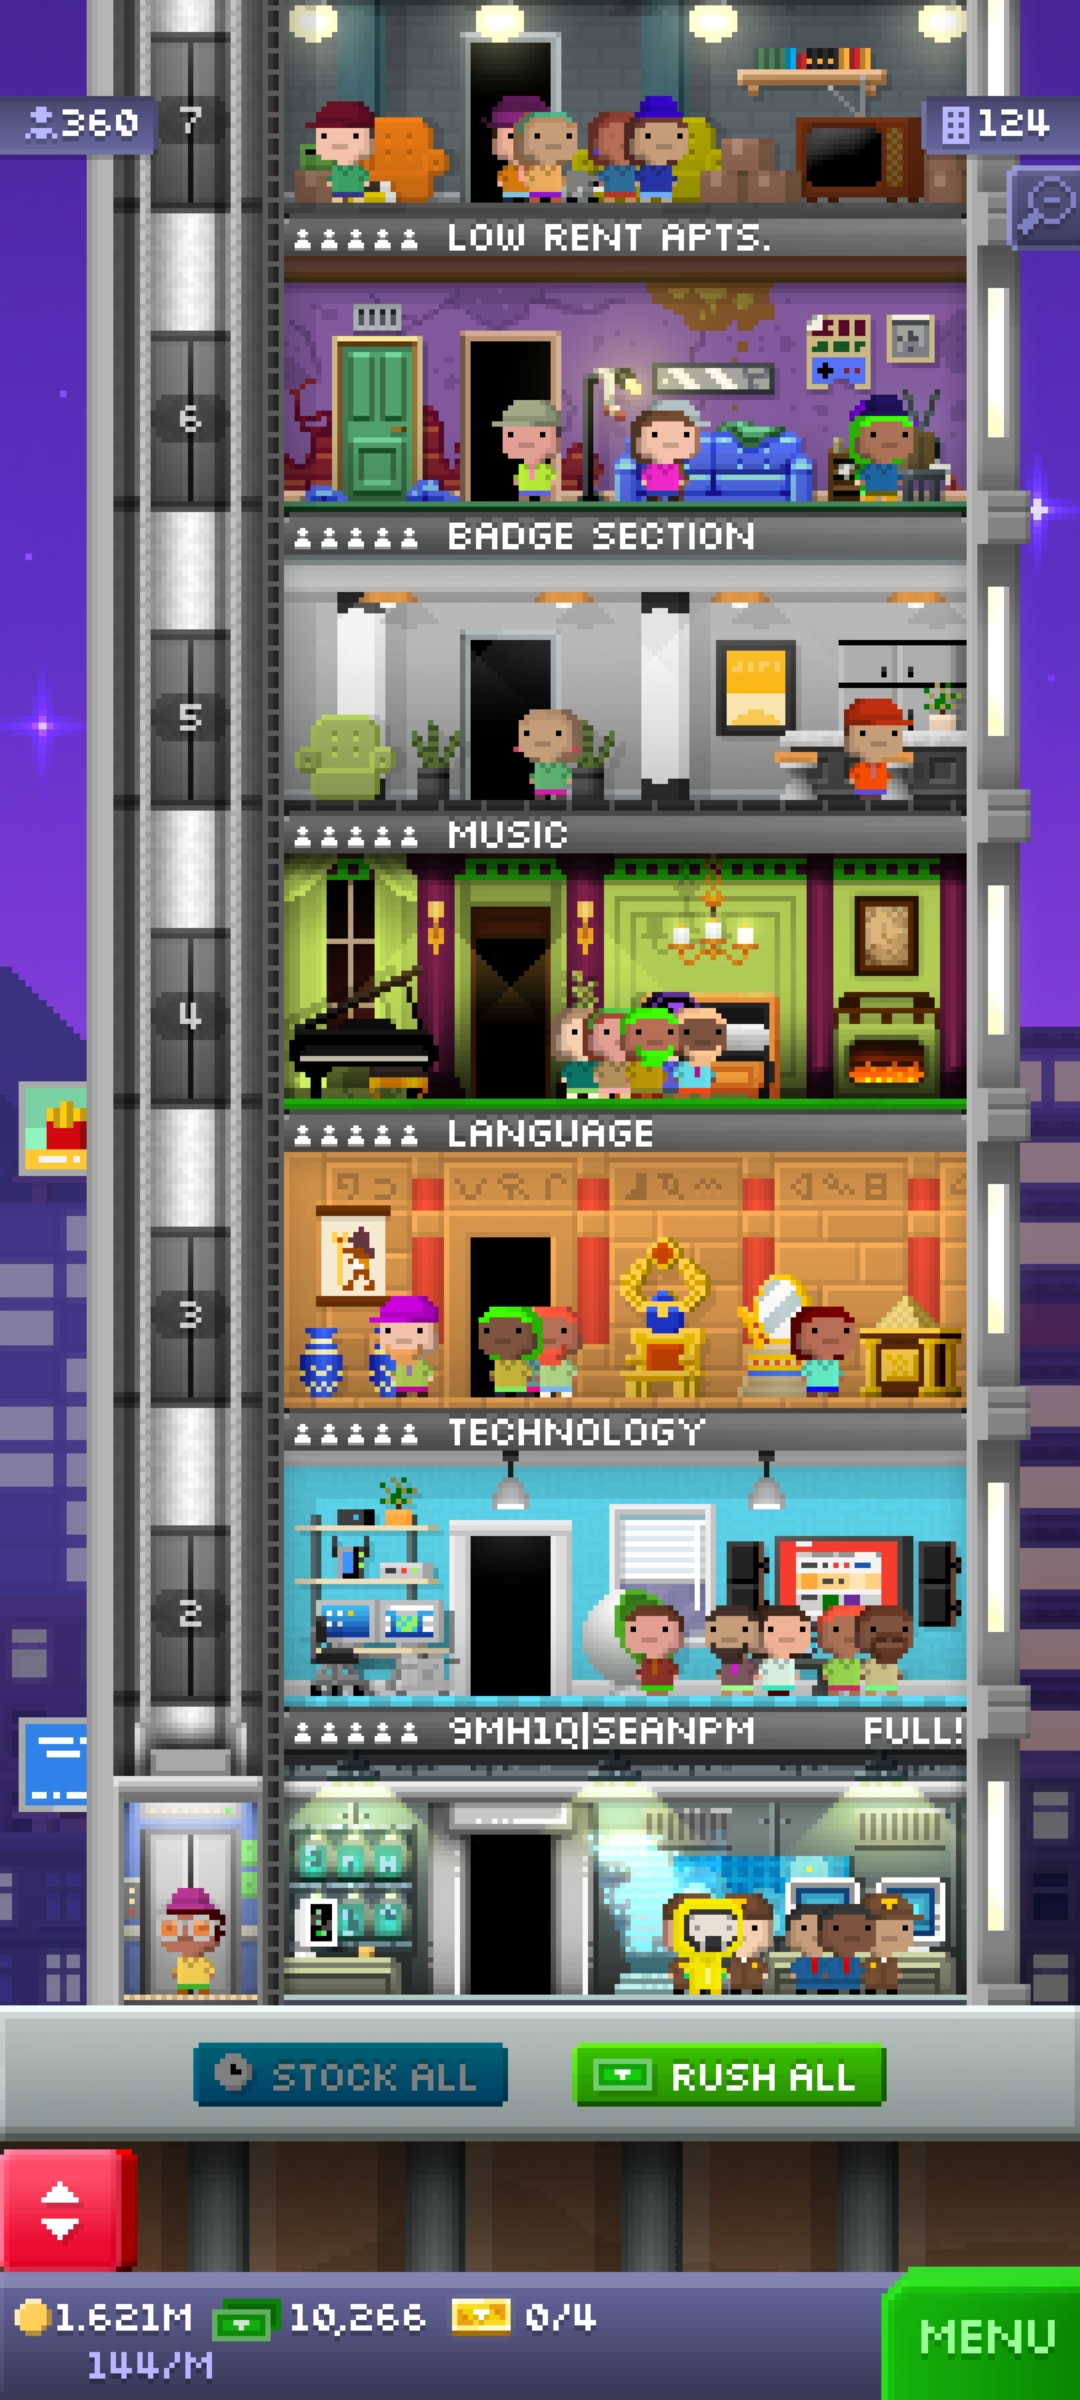 360
7
124
LOW RENT APTS.
6
BADGE SECTION
5
MUSIC
4
LANGUAGE
3
TECHNOLOGY
2
9MH1Q|SEANPM FULL!
STOCK ALL
RUSH ALL
1.621M 10,266 0/4
144/M
MENU